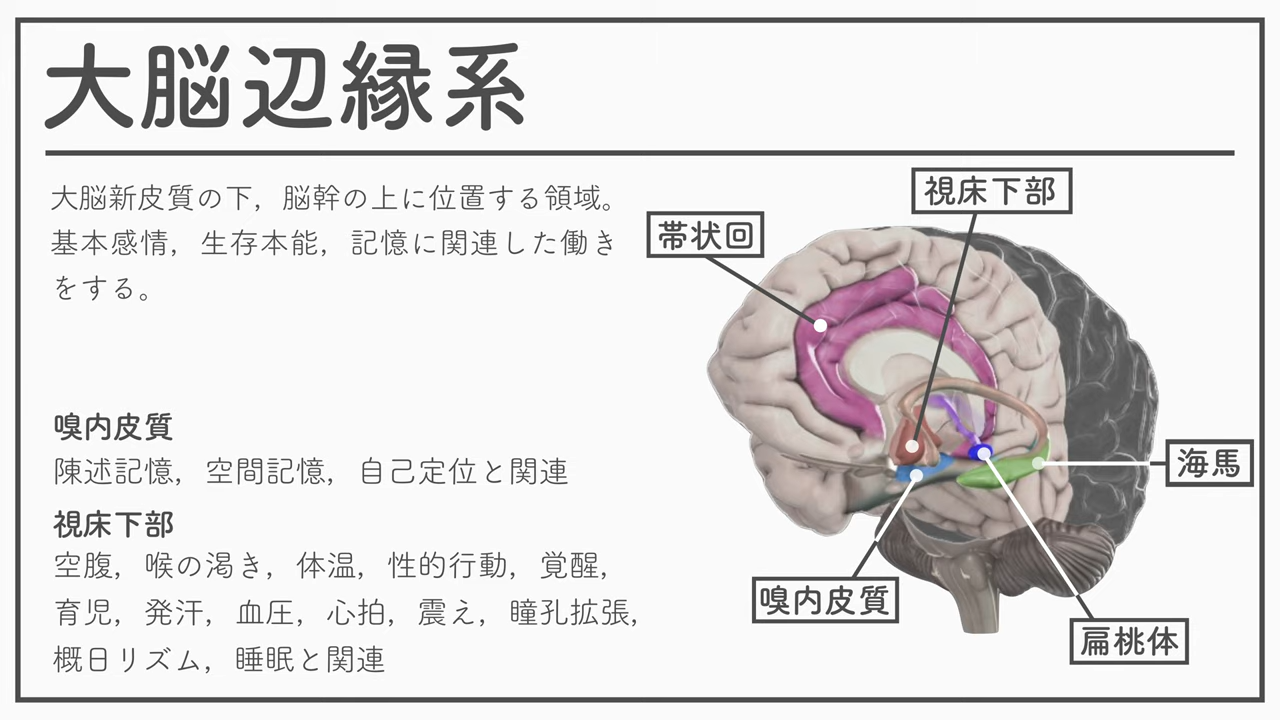 大脳辺縁系
大脳新皮質の下，脳幹の上に位置する領域。
基本感情，生存本能，記憶に関連した働き
をする。
嗅内皮質
陳述記憶，空間記憶，自己定位と関連
視床下部
空腹，喉の渇き，体温，性的行動，覚醒，
育児，発汗，血圧，心拍，震え，瞳孔拡張，
概日リズム，睡眠と関連
視床下部
帯状回
海馬
嗅内皮質
扁桃体